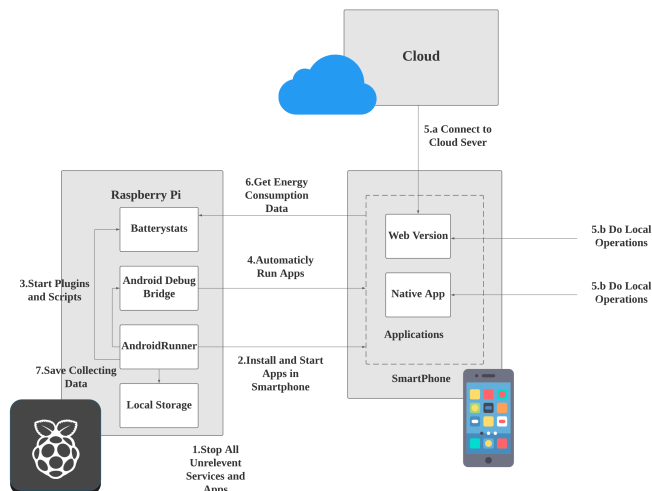 Cloud
5.a Connect to
Cloud Sever
Raspberry Pi
6.Get Energy
Consumption
Data
Batterystats
Web Version
5.b Do Local
Operations
3.Start Plugins
and Scripts
Android Debug
Bridge
4.Automaticly
Run Apps
Native App
5.b Do Local
Operations
AndroidRunner
Applications
7.Save Collecting
Data
2.Install and Start
Apps in
Smartphone
SmartPhone
Local Storage
1.Stop All
Unrelevent
Services and
Apps